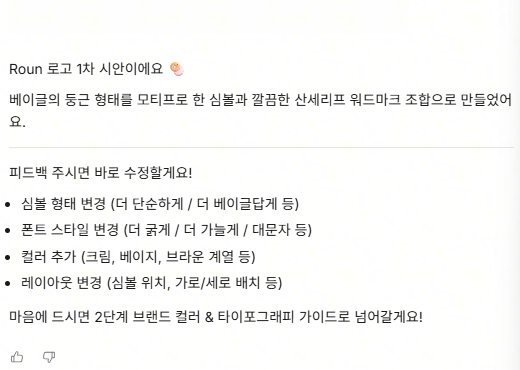 Roun 로고 1차 시안이에요
베이글의 둥근 형태를 모티프로 한 심볼과 깔끔한 산세리프 워드마크 조합으로 만들었어
요.
피드백 주시면 바로 수정할게요!
심볼 형태 변경 (더 단순하게 / 더 베이글답게 등)
폰트 스타일 변경 (더 굵게 / 더 가늘게 / 대문자 등)
컬러 추가 (크림, 베이지, 브라운 계열 등)
레이아웃 변경 (심볼 위치, 가로/세로 배치 등)
마음에 드시면 2단계 브랜드 컬러 & 타이포그래피 가이드로 넘어갈게요!